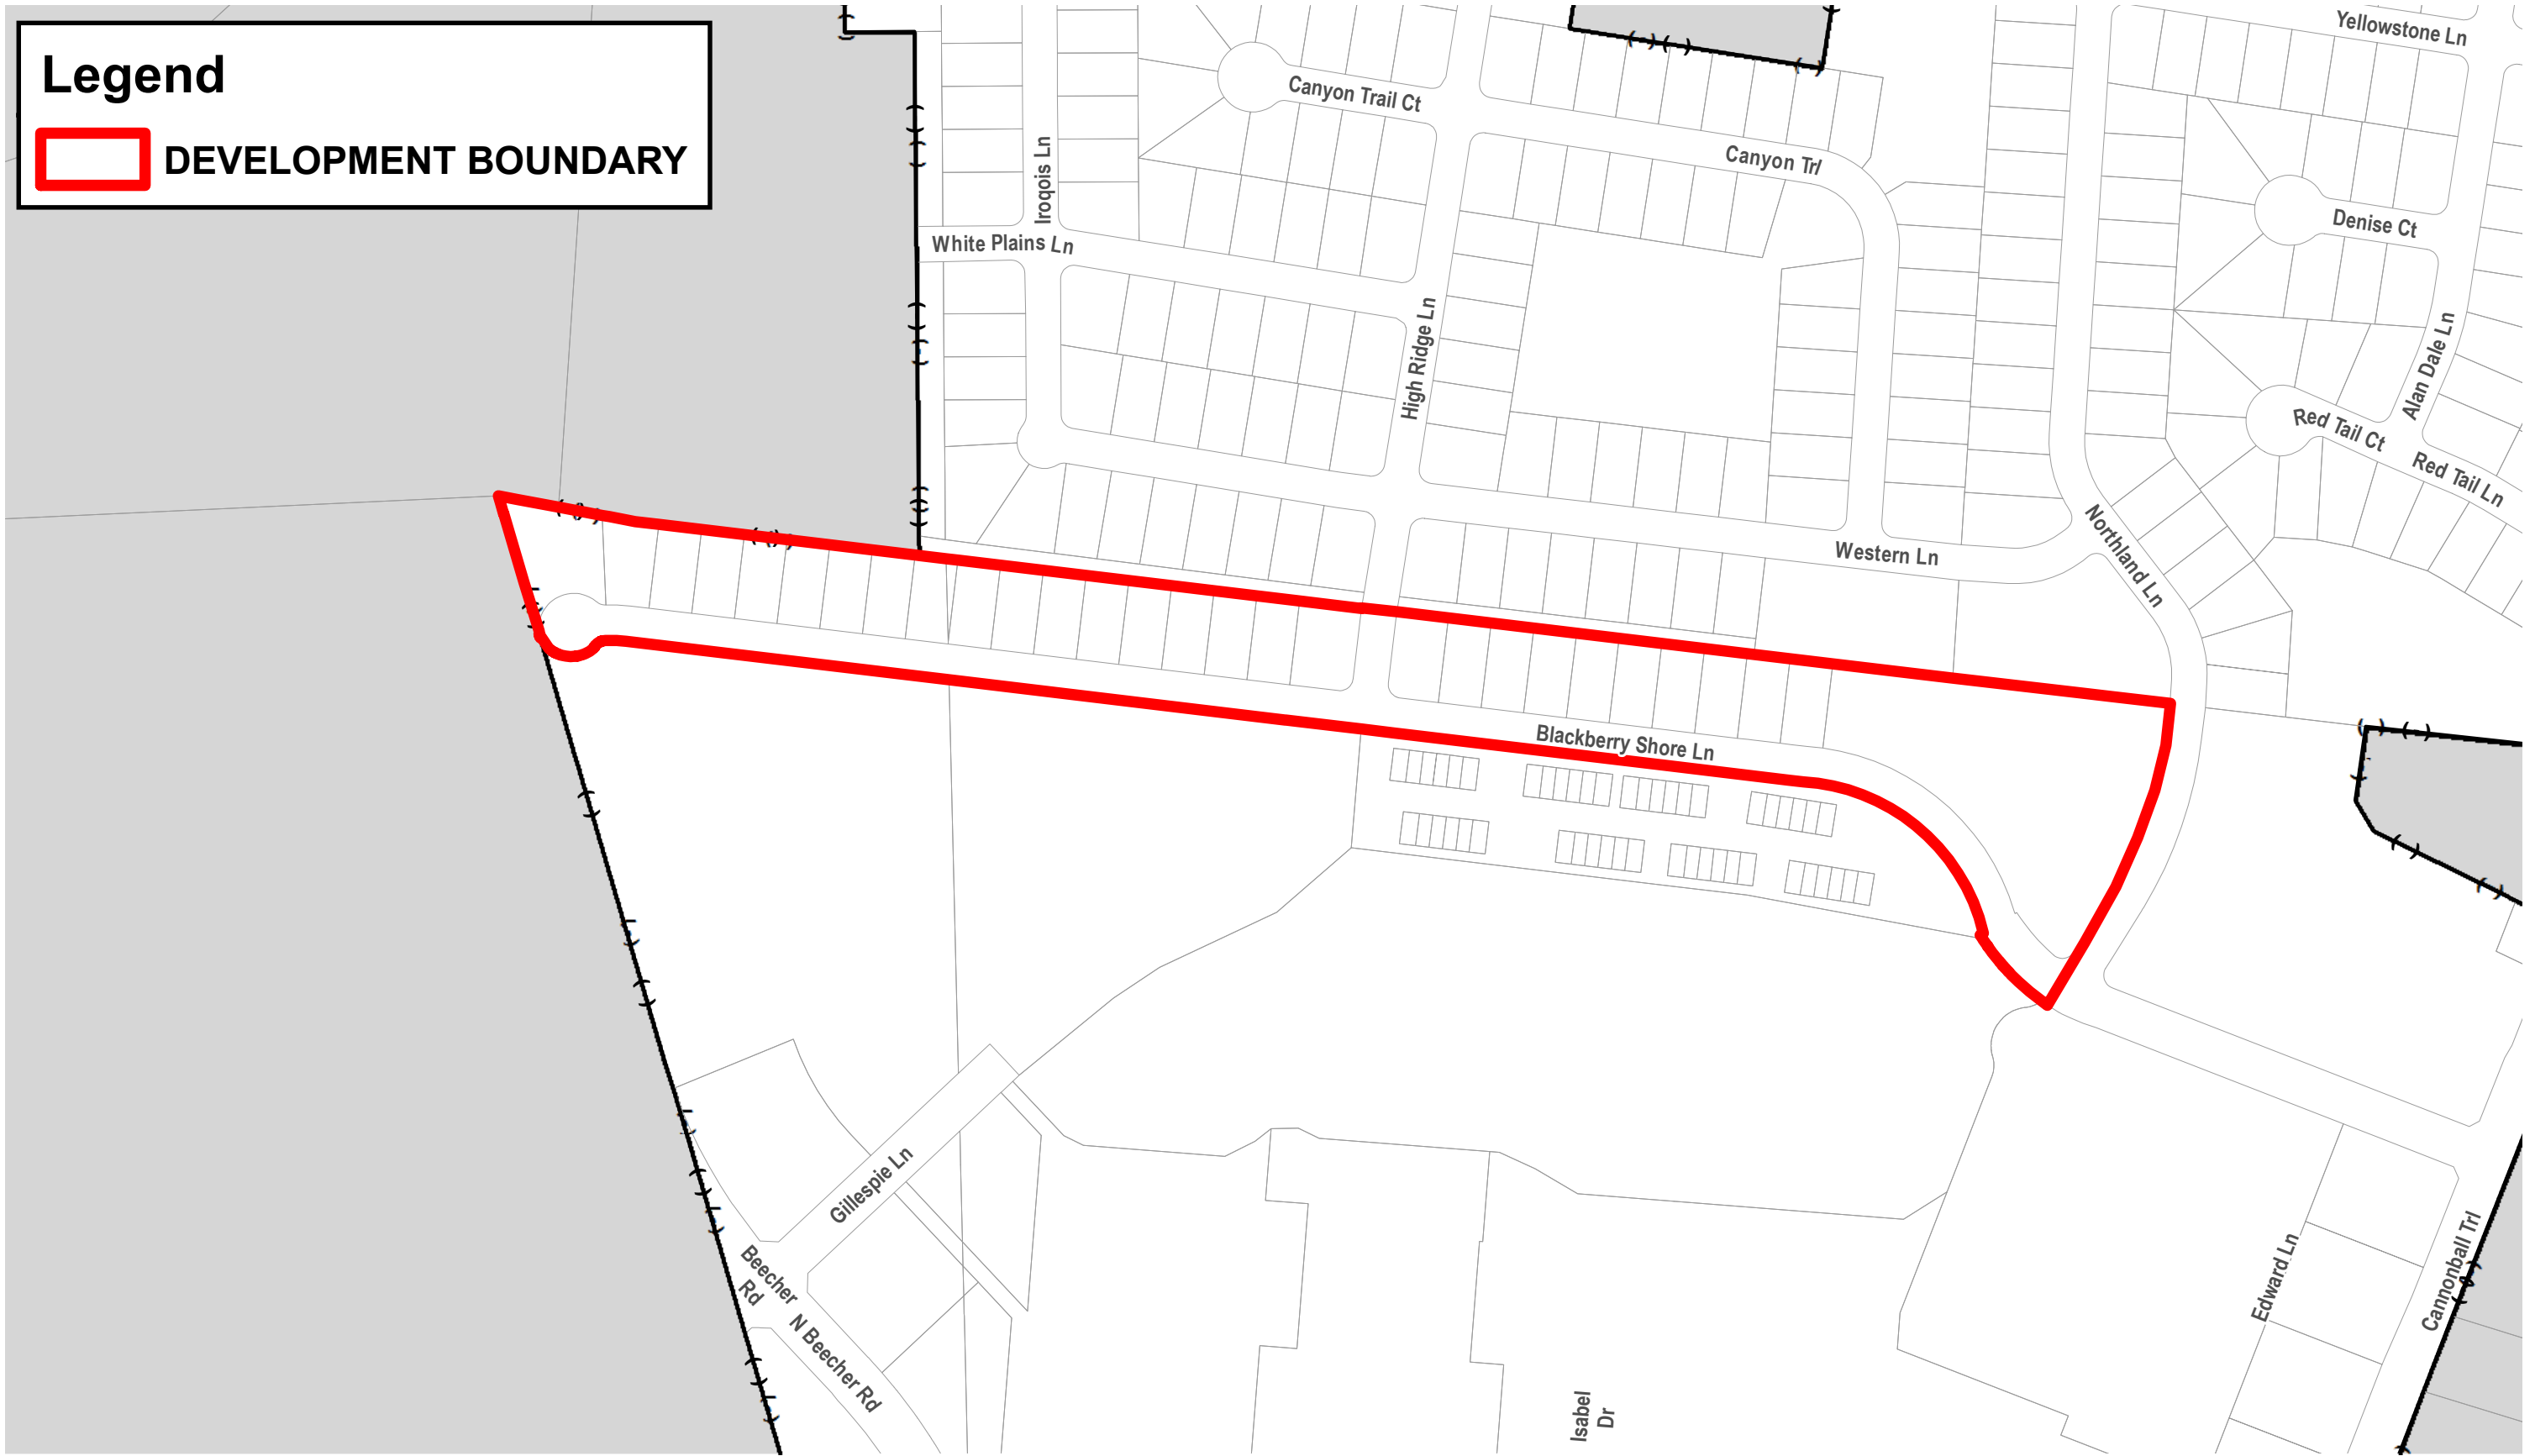 Legend
DEVELOPMENT BOUNDARY
Yellowstone Ln
Canyon Trail Ct
Canyon Trl
Iroqois Ln
White Plains Ln
Denise Ct
High Ridge Ln
Alan Dale Ln
Red Tail Ct
Red Tail Ln
Northland Ln
Western Ln
Blackberry Shore Ln
Gillespie Ln
Beecher
Rd
N Beecher Rd
Isabel
Dr
Edward Ln
Cannonball Trl